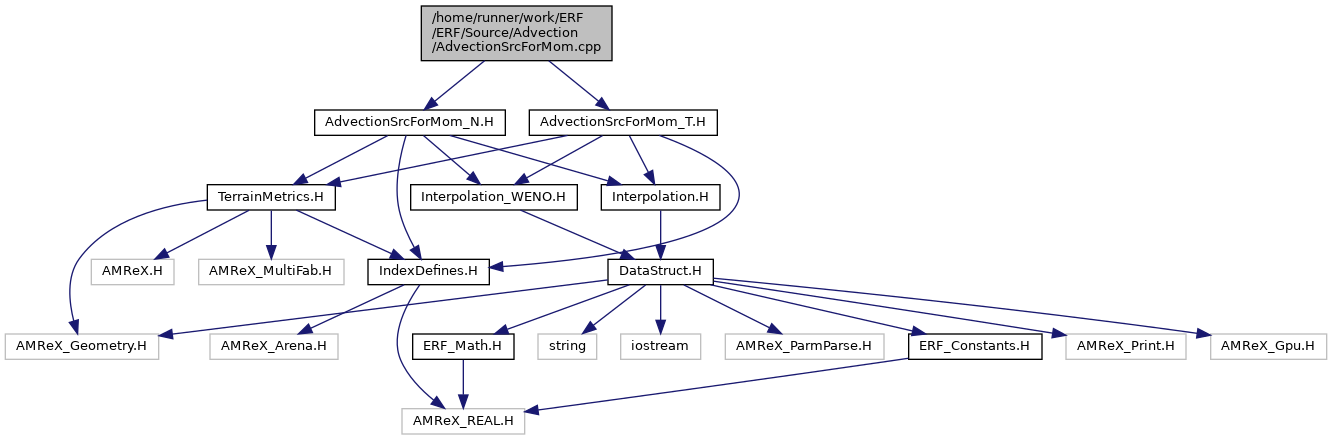 /home/runner/work/ERF
/ERF/Source/Advection
/AdvectionSrcForMom.cpp
AdvectionSrcForMom_N.H
AdvectionSrcForMom_T.H
TerrainMetrics.H
Interpolation_WENO.H
Interpolation.H
AMReX.H
AMReX_MultiFab.H
IndexDefines.H
DataStruct.H
AMReX_Geometry.H
AMReX_Arena.H
ERF_Math.H
string
iostream
AMReX_ParmParse.H
ERF_Constants.H
AMReX_Print.H
AMReX_Gpu.H
AMReX_REAL.H